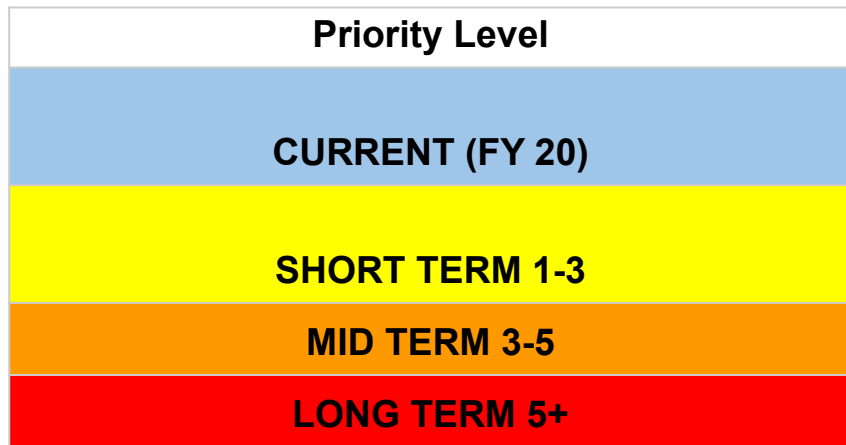 Priority Level
CURRENT (FY 20)
SHORT TERM 1-3
MID TERM 3-5
LONG TERM 5+